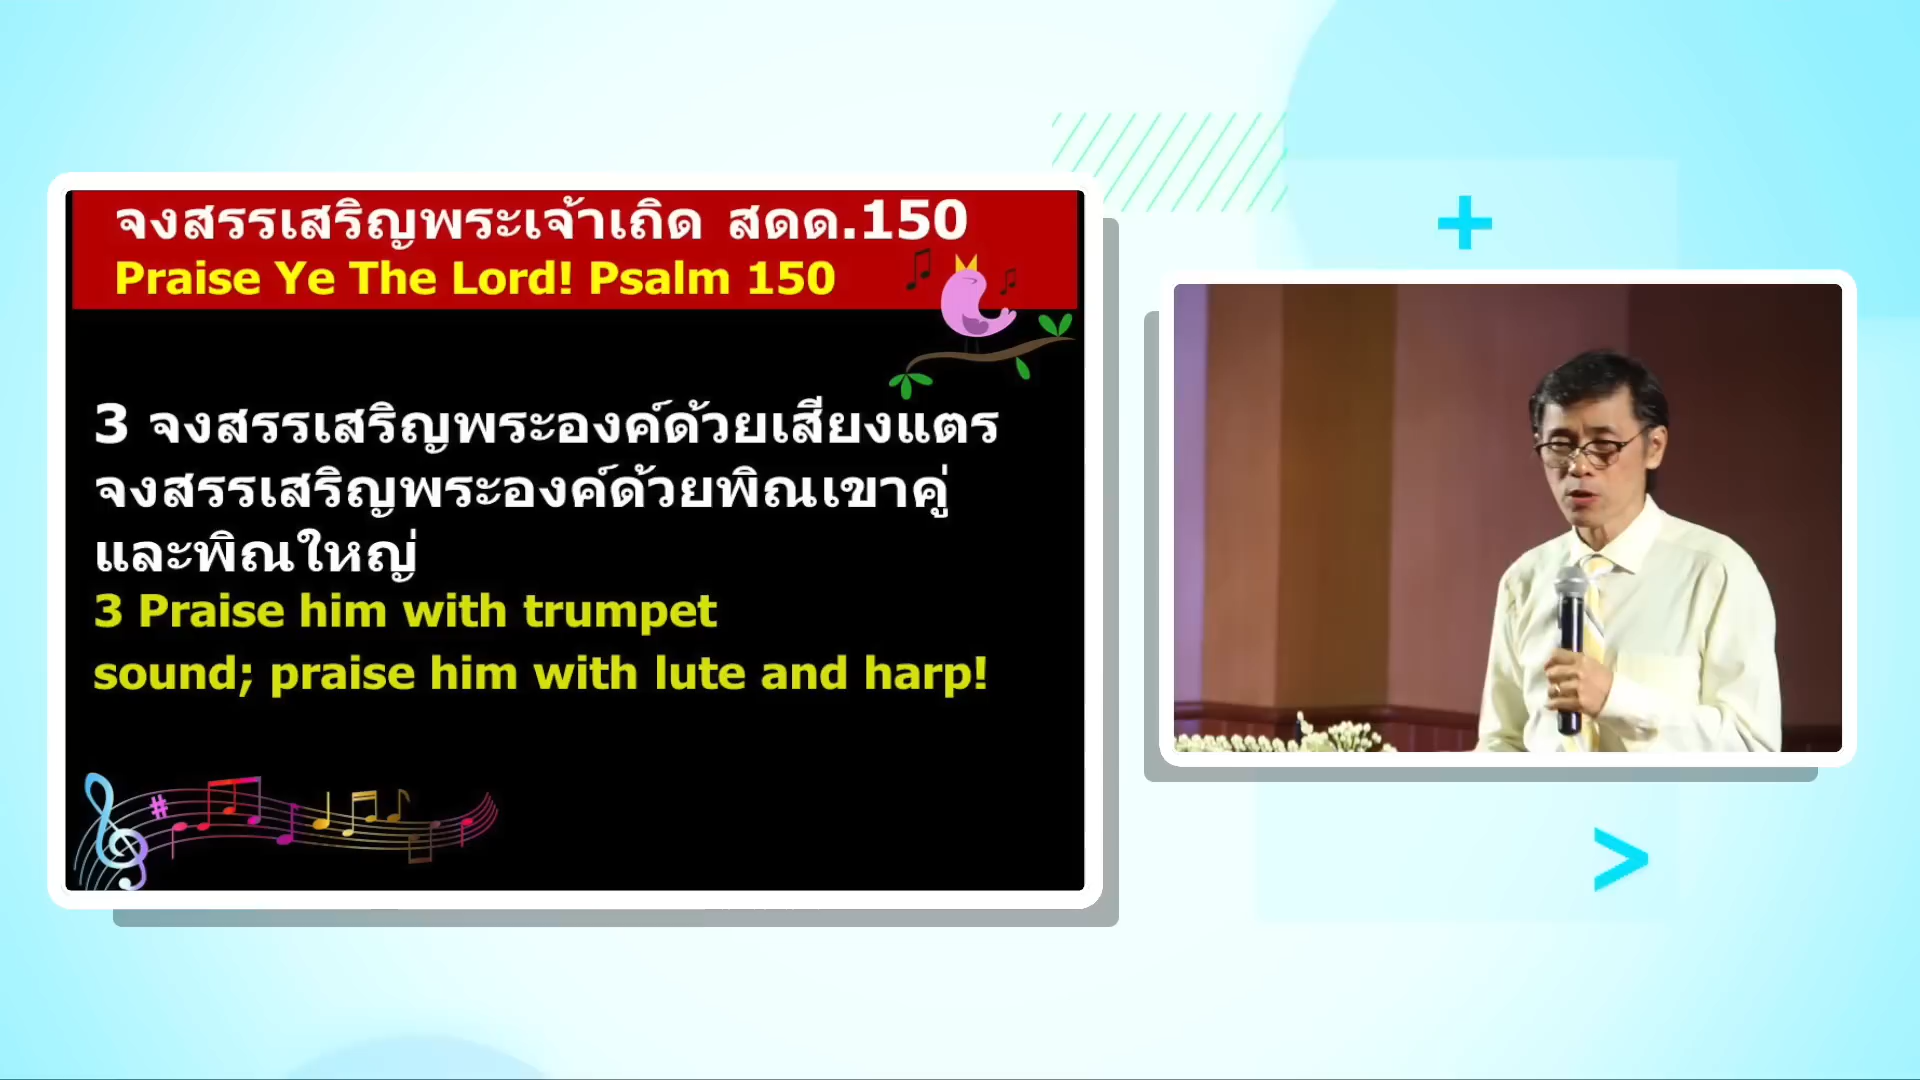 จงสรรเสริญพระเจ้าเถิด สดด.150
Praise Ye The Lord! Psalm 150
3 จงสรรเสริญพระองค์ด้วยเสียงแตร
จงสรรเสริญพระองค์ด้วยพิณเขาคู่
และพิณใหญ่
3 Praise him with trumpet
sound; praise him with lute and harp!